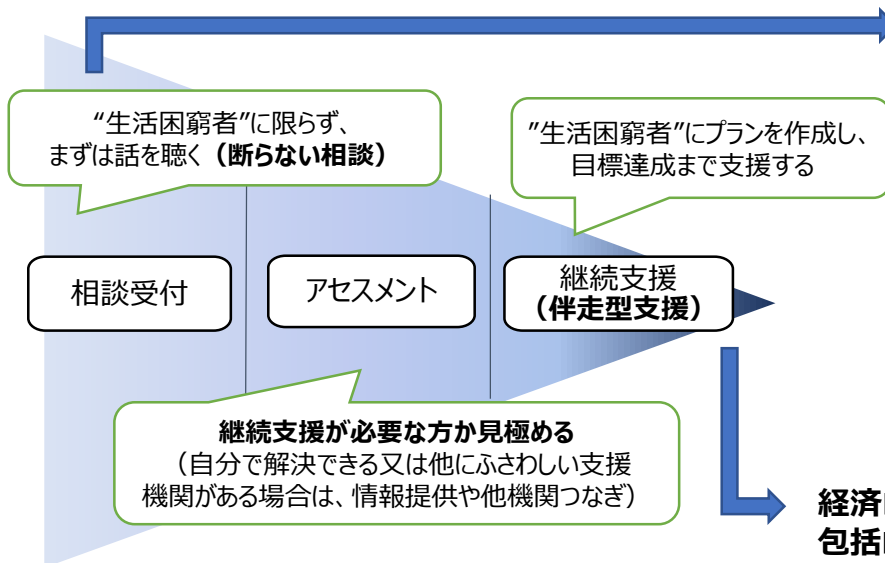 “生活困窮者”に限らず、
まずは話を聴く（断らない相談）
”生活困窮者”にプランを作成し、
目標達成まで支援する
相談受付
アセスメント
継続支援
（伴走型支援）
継続支援が必要な方か見極める
（自分で解決できる又は他にふさわしい支援
機関がある場合は、情報提供や他機関つなぎ）
経済
包括